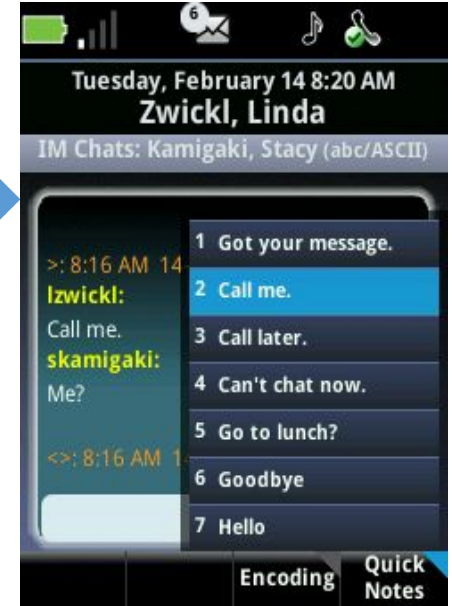 6
Tuesday, February 14 8:20 AM
Zwickl, Linda
IM Chats: Kamigaki, Stacy (abc/ASCII)
>: 8:16 AM 14
lzwickl:
Call me.
skamigaki:
Me?
<>: 8:16 AM 1
1 Got your message.
2 Call me.
3 Call later.
4 Can't chat now.
5 Go to lunch?
6 Goodbye
7 Hello
Encoding
Quick
Notes